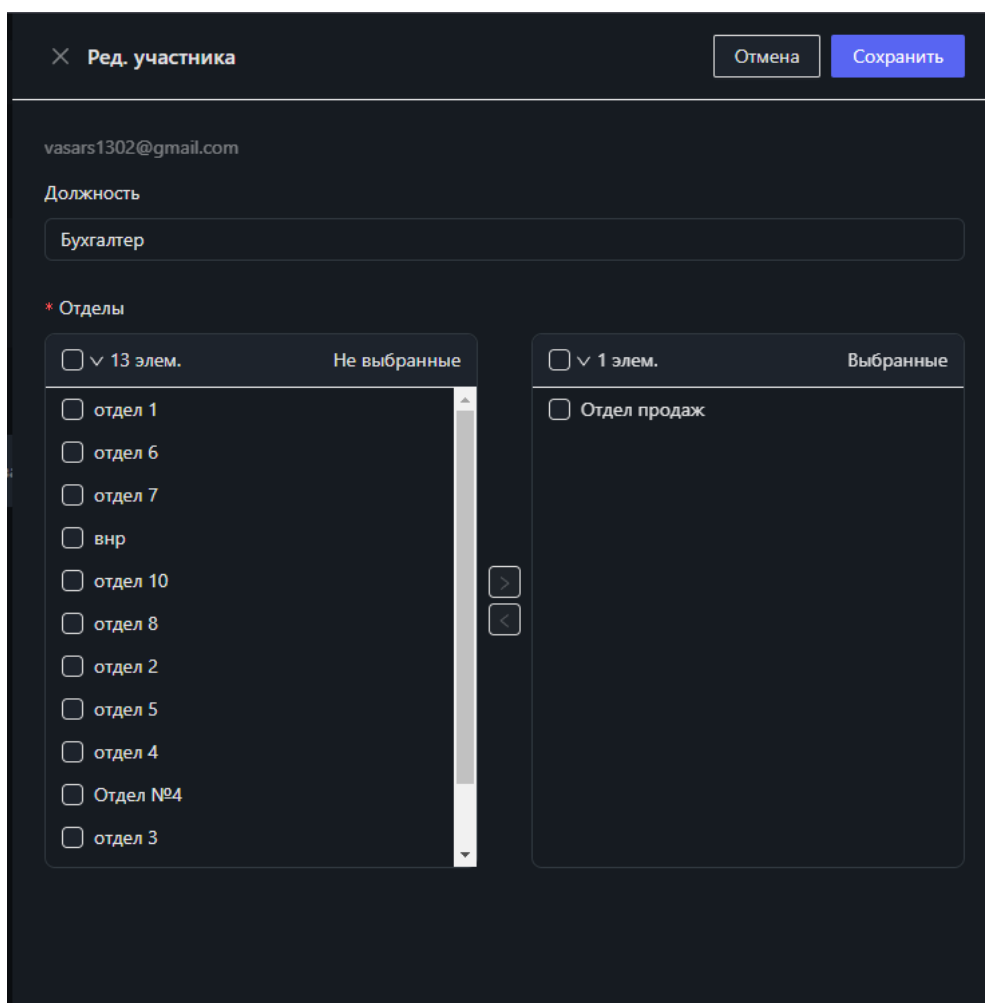 Ред. участника
Отмена
Сохранить
vasars1302@gmail.com
Должность
Бухгалтер
* Отделы
13 элем.
Не выбранные
отдел 1
отдел 6
отдел 7
внр
отдел 10
отдел 8
отдел 2
отдел 5
отдел 4
Отдел №4
отдел 3
1 элем.
Выбранные
Отдел продаж